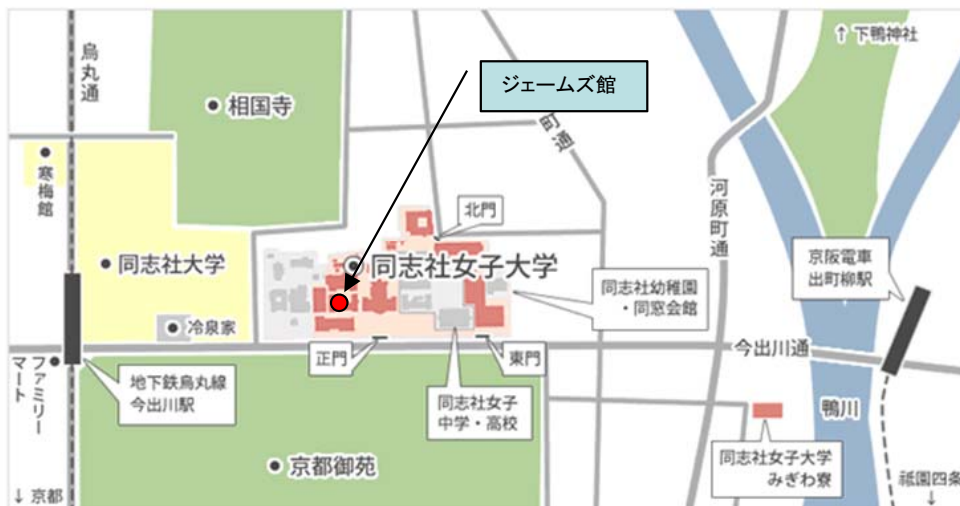 烏丸通
相国寺
ジェームズ館
町通
↑ 下鴨神社
寒梅館
河原町通
北門
同志社大学
同志社女子大学
京阪電車
出町柳駅
同志社幼稚園
・同窓会館
冷泉家
正門
東門
今出川通
ファミリー
マート
地下鉄烏丸線
今出川駅
同志社女子
中学・高校
鴨川
京都御苑
同志社女子大学
みぎわ寮
↓ 京都
祇園四条
↓